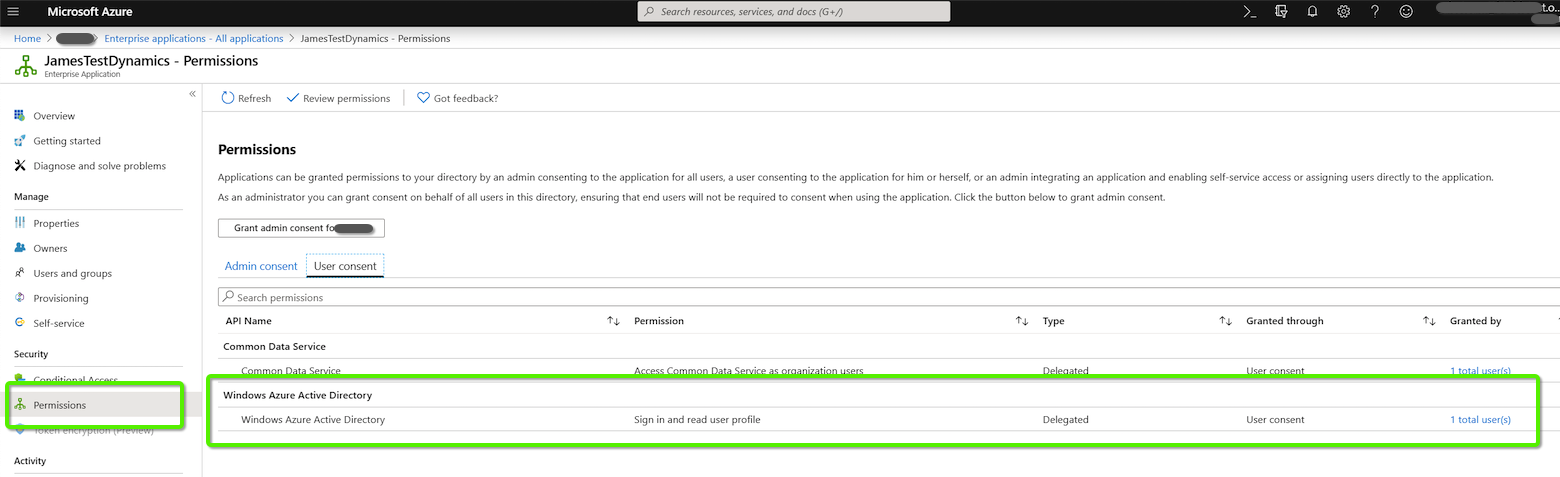 Microsoft Azure
Search resources, services, and docs (G+/)
t.o..
Home > > Enterprise applications - All applications > JamesTestDynamics - Permissions
JamesTestDynamics - Permissions
Enterprise Application
«
Overview
Getting started
Diagnose and solve problems
Manage
Properties
Owners
Users and groups
Provisioning
Self-service
Security
Conditional Access
Permissions
Token encryption (Preview)
Activity
Refresh Review permissions Got feedback?
Permissions
Applications can be granted permissions to your directory by an admin consenting to the application for all users, a user consenting to the application for him or herself, or an admin integrating an application and enabling self-service access or assigning users directly to the application.
As an administrator you can grant consent on behalf of all users in this directory, ensuring that end users will not be required to consent when using the application. Click the button below to grant admin consent.
Grant admin consent fo
Admin consent User consent
Search permissions
API Name Permission Type Granted through Granted by
Common Data Service
Common Data Service Access Common Data Service as organization users Delegated User consent 1 total user(s)
Windows Azure Active Directory
Windows Azure Active Directory Sign in and read user profile Delegated User consent 1 total user(s)